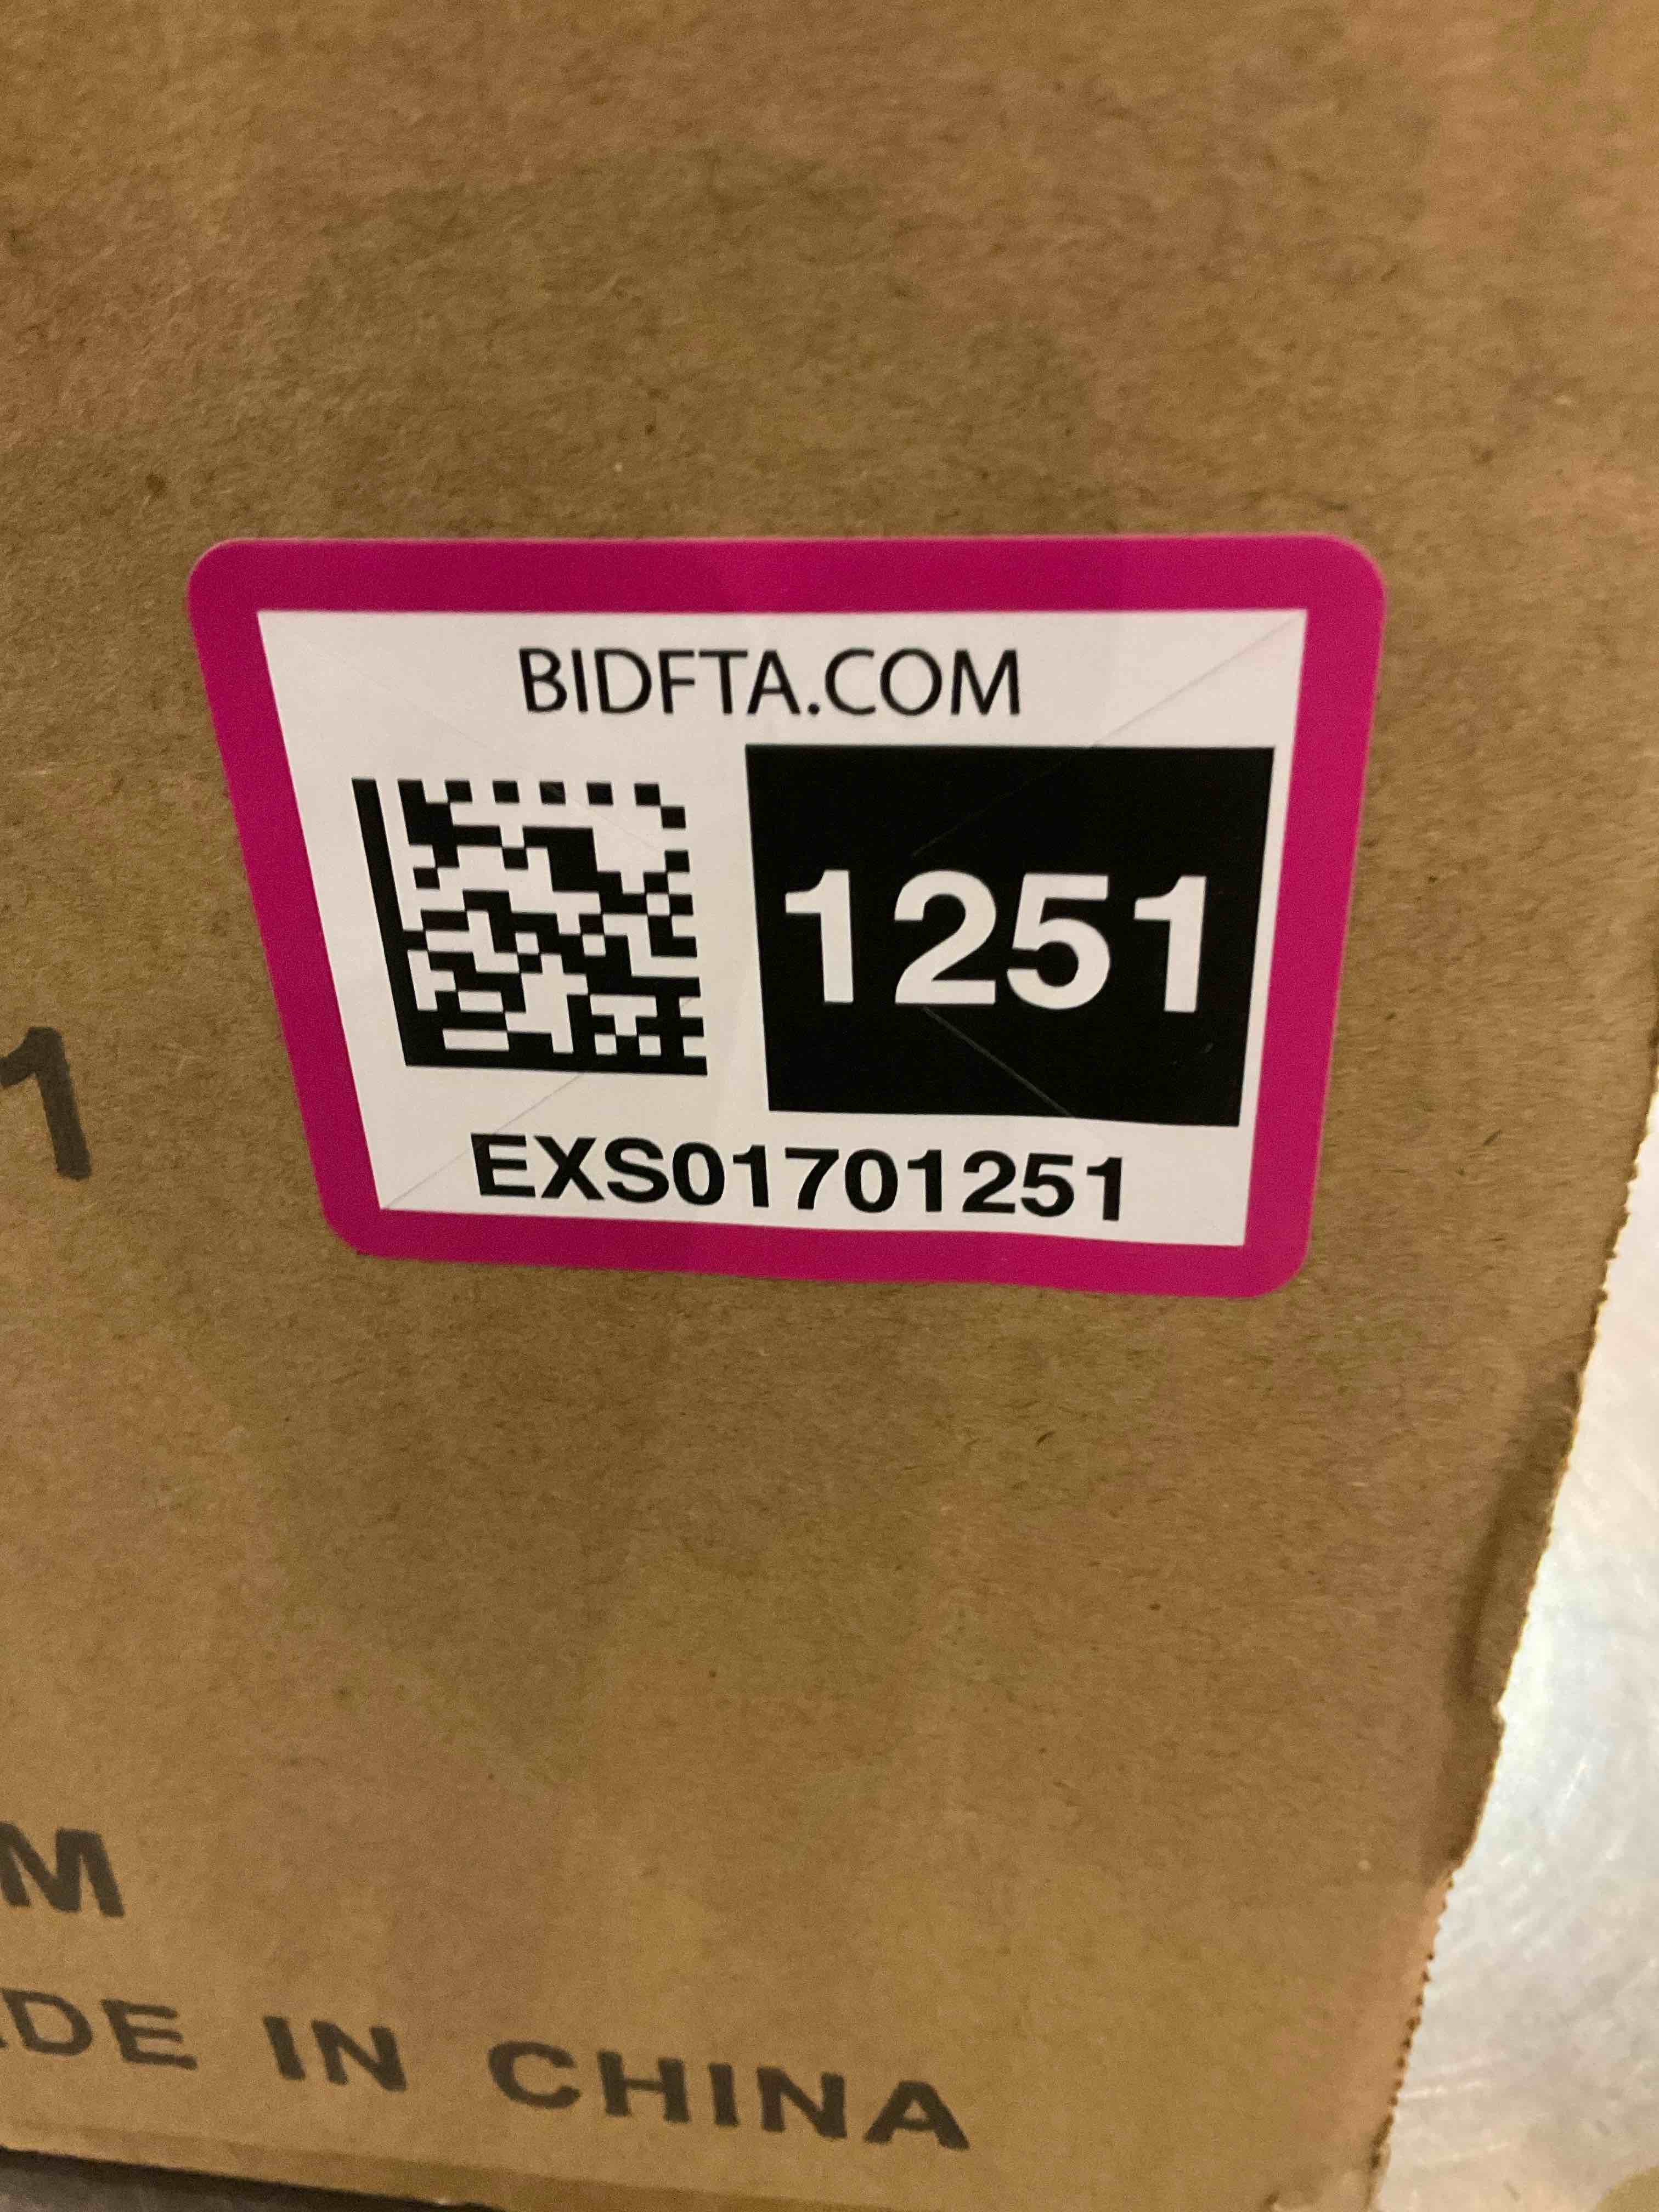 BIDFTA.COM
1251
EXS01701251
1
M
DE IN CHINA